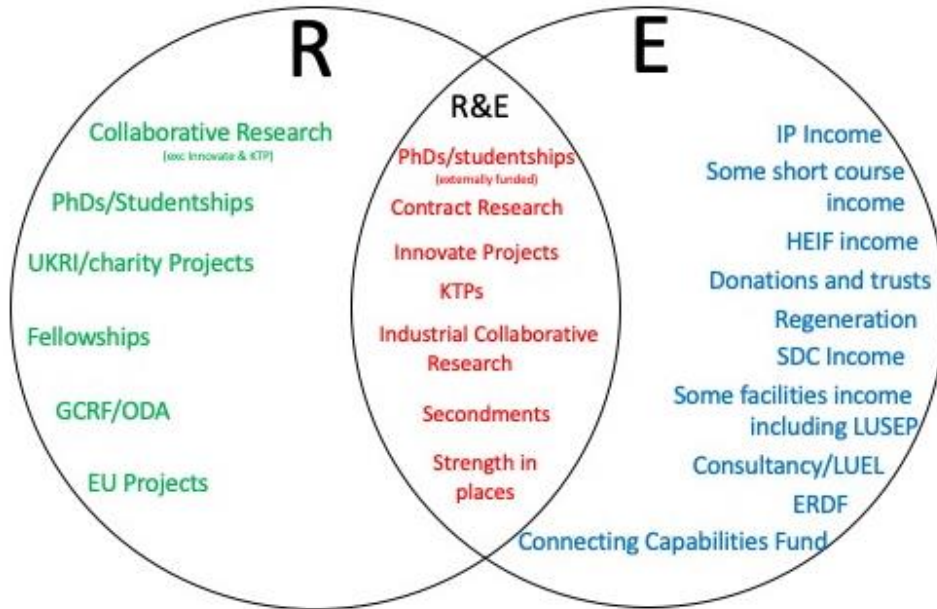 R
Collaborative Research
(exc Innovate & KTP)
PhDs/Studentships
UKRI/charity Projects
Fellowships
GCRF/ODA
EU Projects
R&E
PhDs/studentships
(externally funded)
Contract Research
Innovate Projects
KTPs
Industrial Collaborative
Research
Secondments
Strength in
places
E
IP Income
Some short course
income
HEIF income
Donations and trusts
Regeneration
SDC Income
Some facilities income
including LUSEP
Consultancy/LUEL
ERDF
Connecting Capabilities Fund